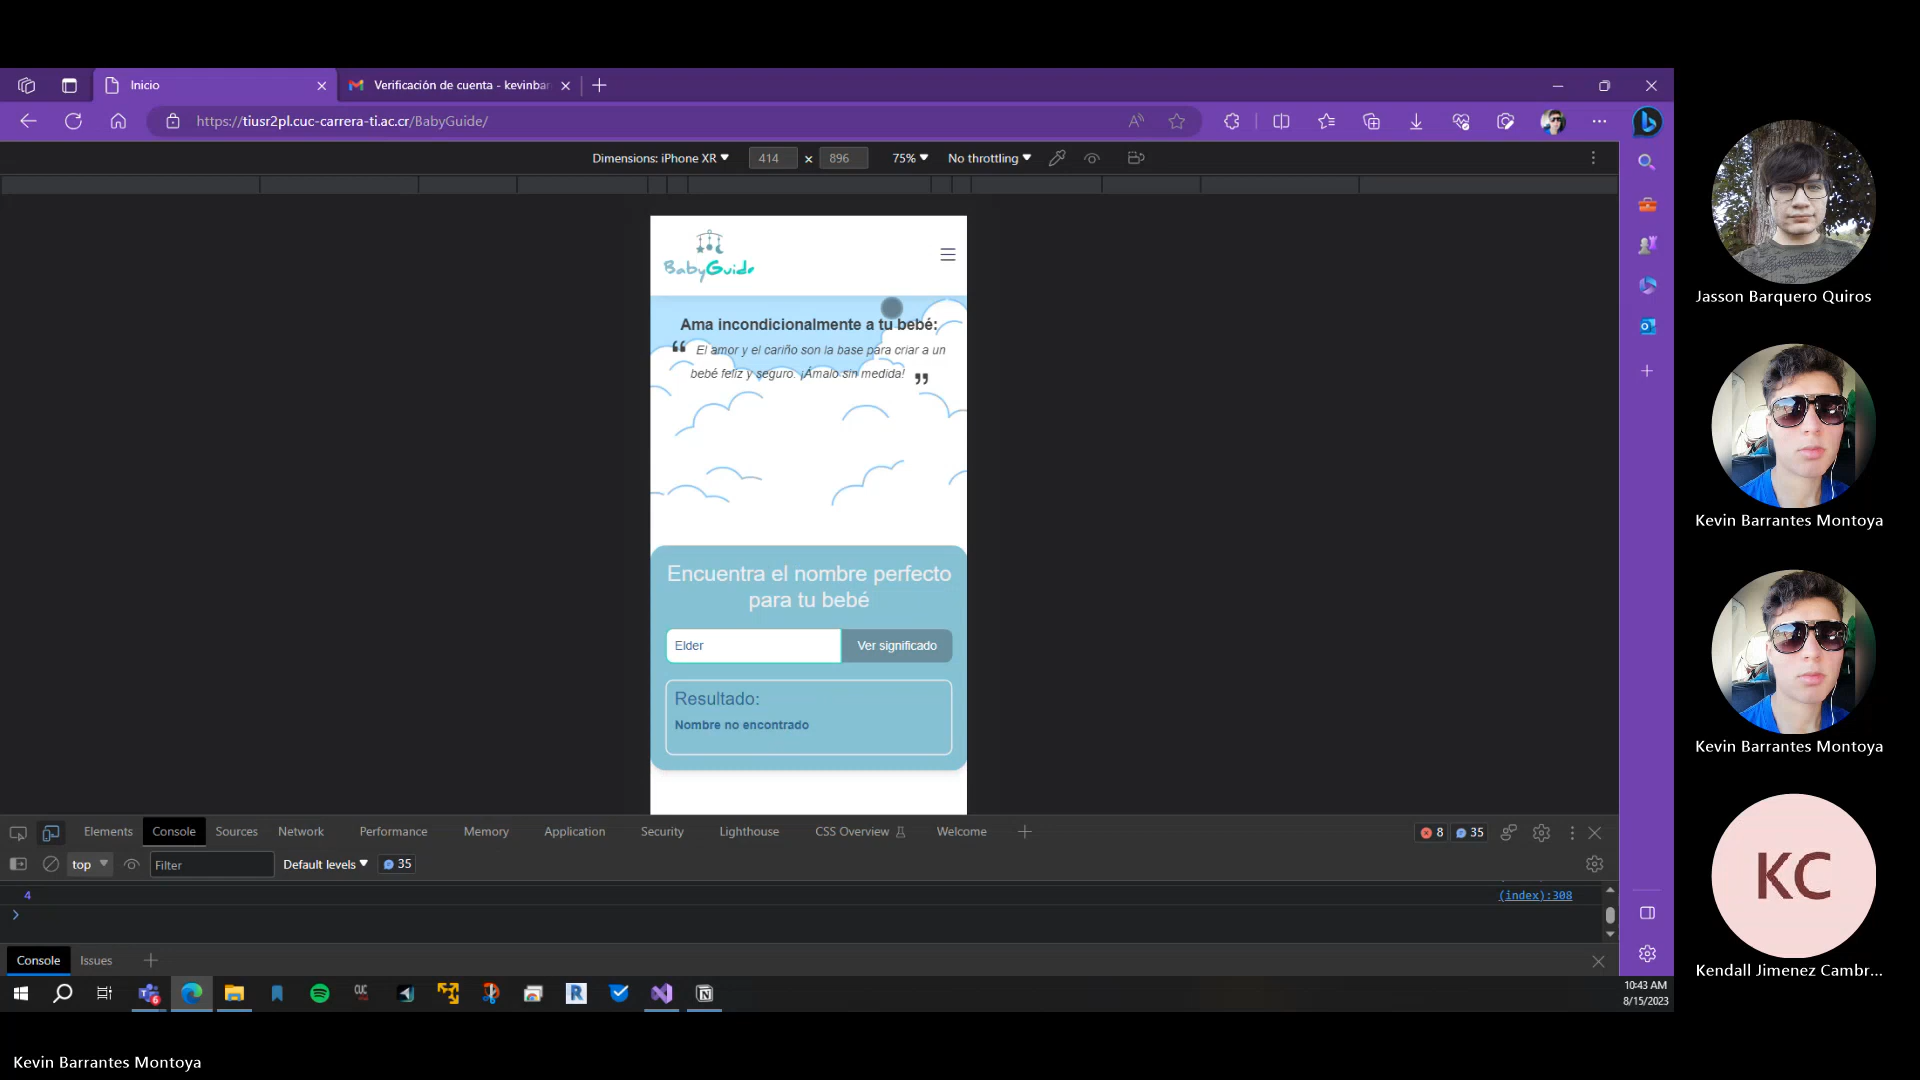 Inicio
Verificación de cuenta - kevinbar
https://tiusr2pl.cuc-carrera-ti.ac.cr/BabyGuide/
Dimensions: iPhone XR
414 × 896
75%
No throttling
BabyGuide
Ama incondicionalmente a tu bebé:
“ El amor y el cariño son la base para criar a un
bebé feliz y seguro. ¡Ámalo sin medida! ”
Encuentra el nombre perfecto
para tu bebé
Elder
Ver significado
Resultado:
Nombre no encontrado
Elements Console Sources Network Performance Memory Application Security Lighthouse CSS Overview Welcome
8 35
top Filter Default levels 35
4 (index):308
Console Issues
CUC
10:43 AM
8/15/2023
Jasson Barquero Quiros
Kevin Barrantes Montoya
Kevin Barrantes Montoya
KC
Kendall Jimenez Cambr...
Kevin Barrantes Montoya